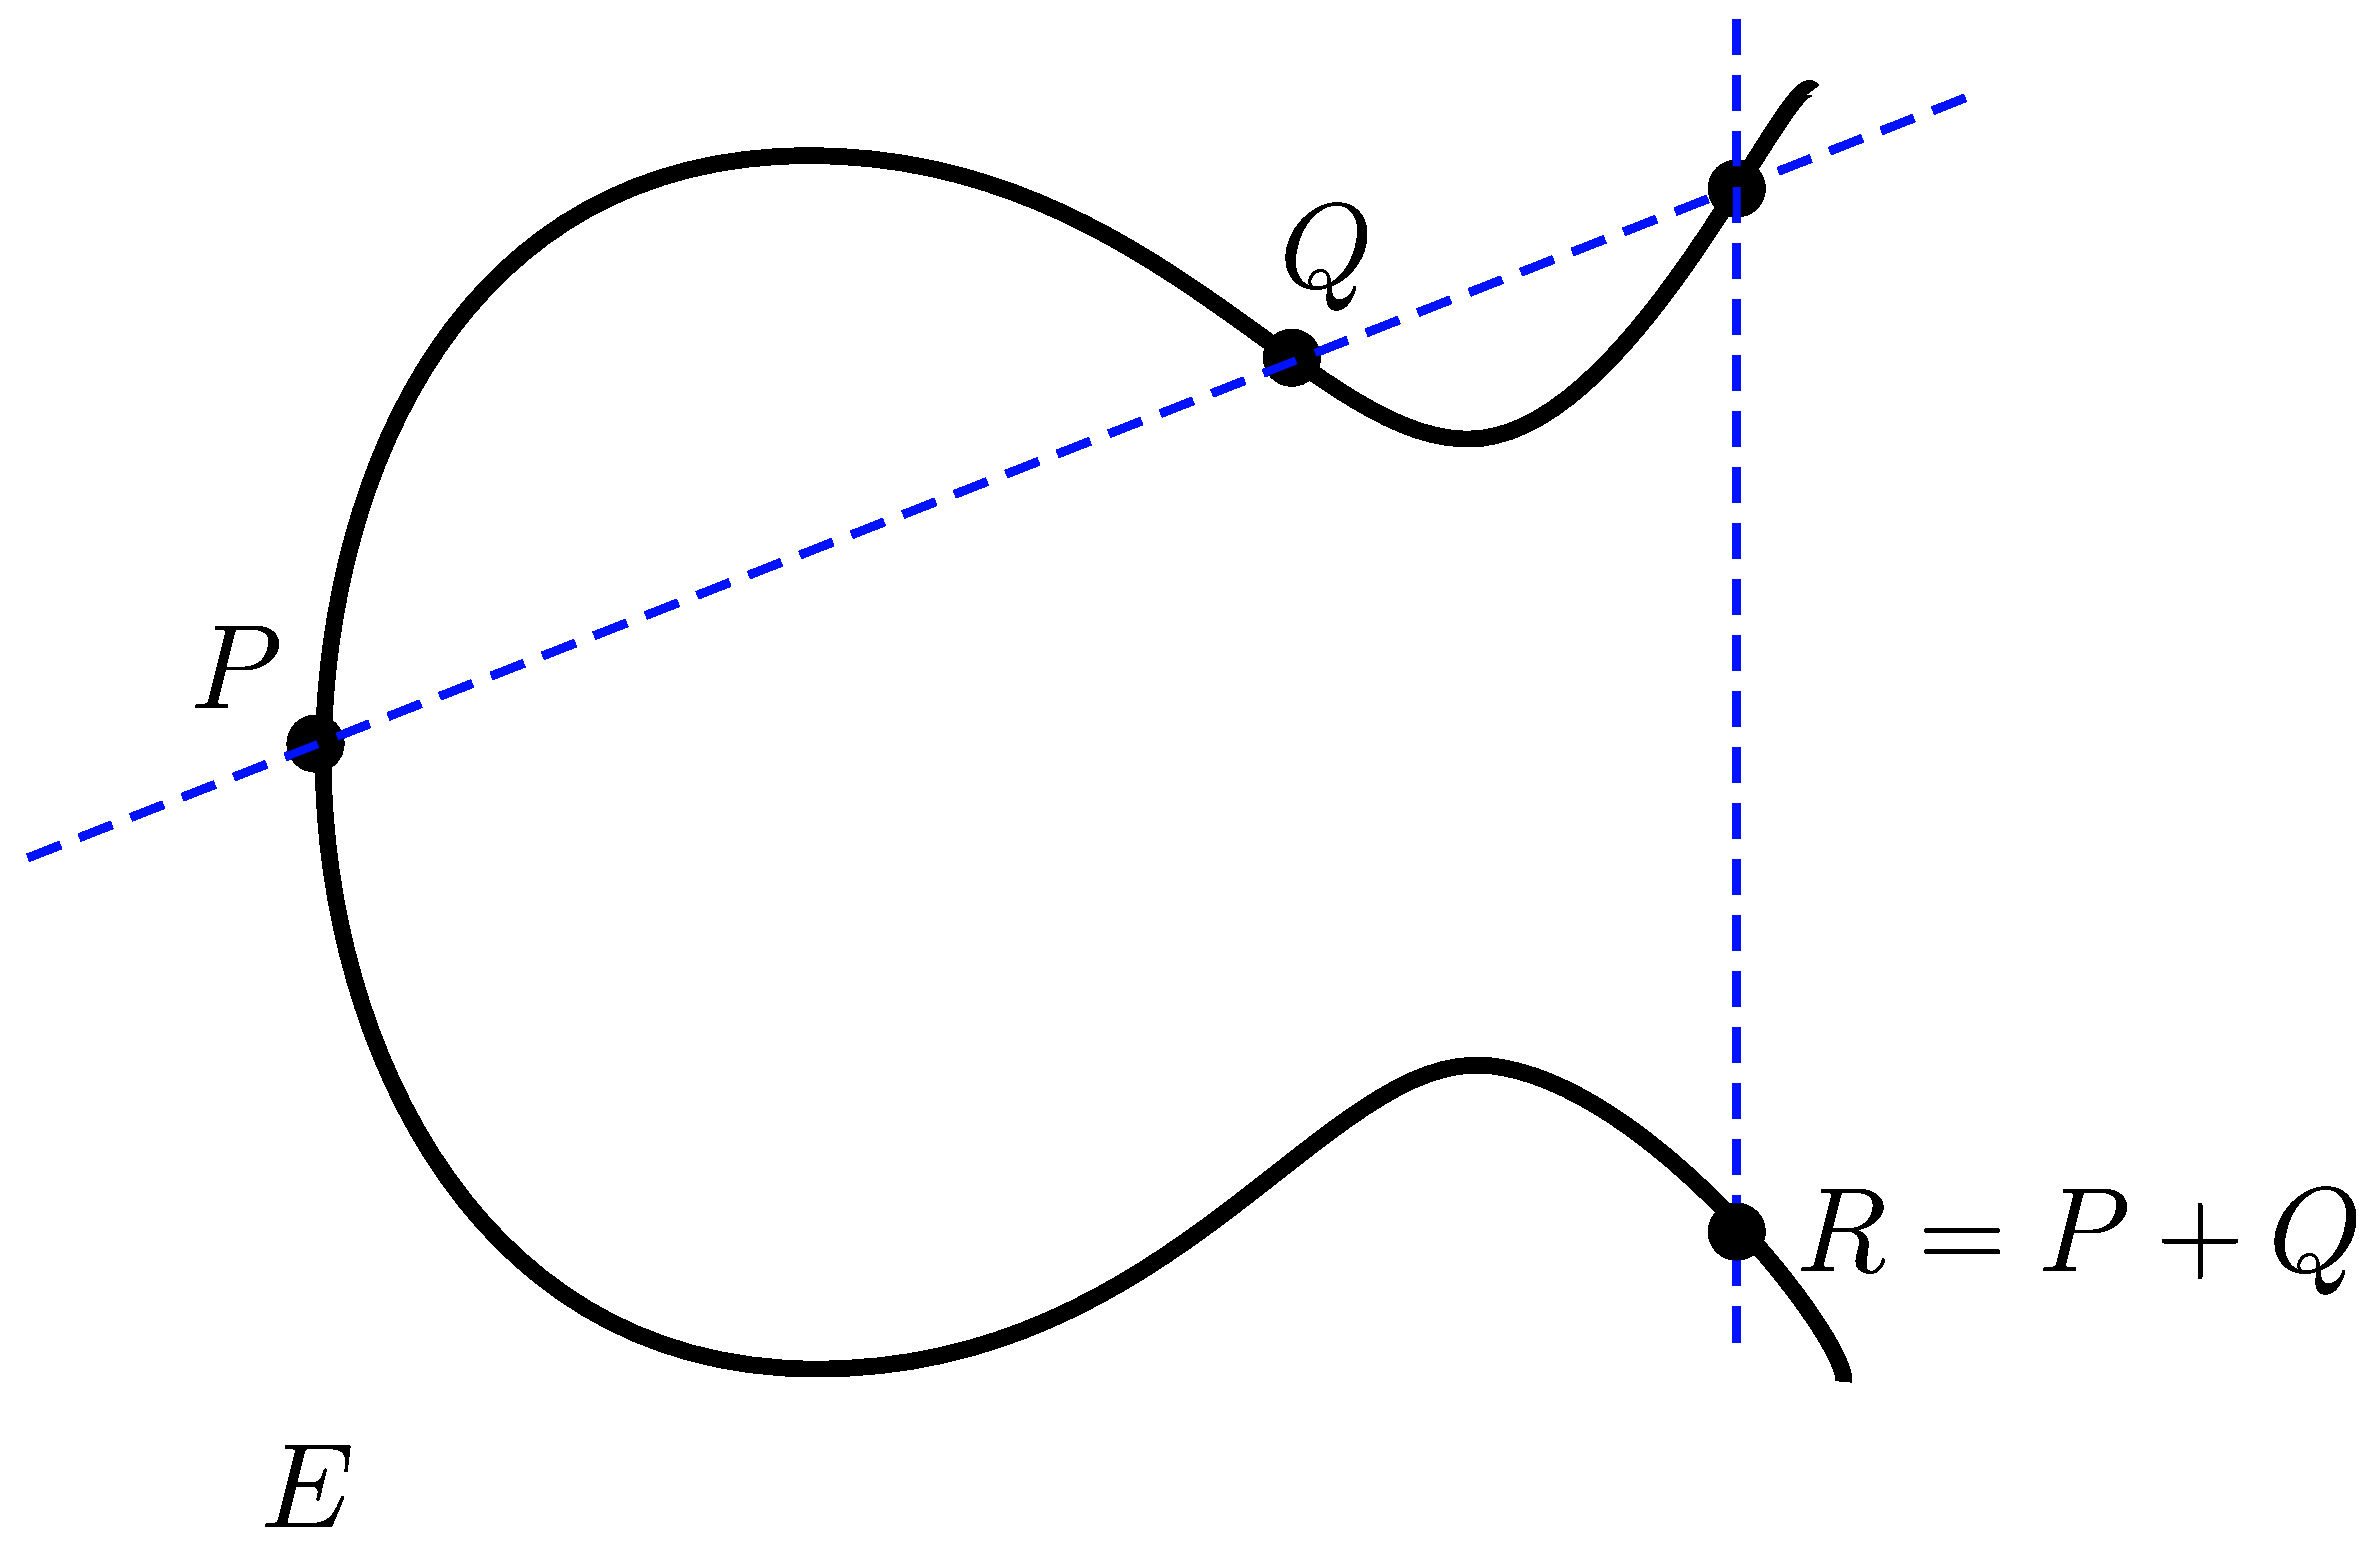 Q
P
R = P + Q
E